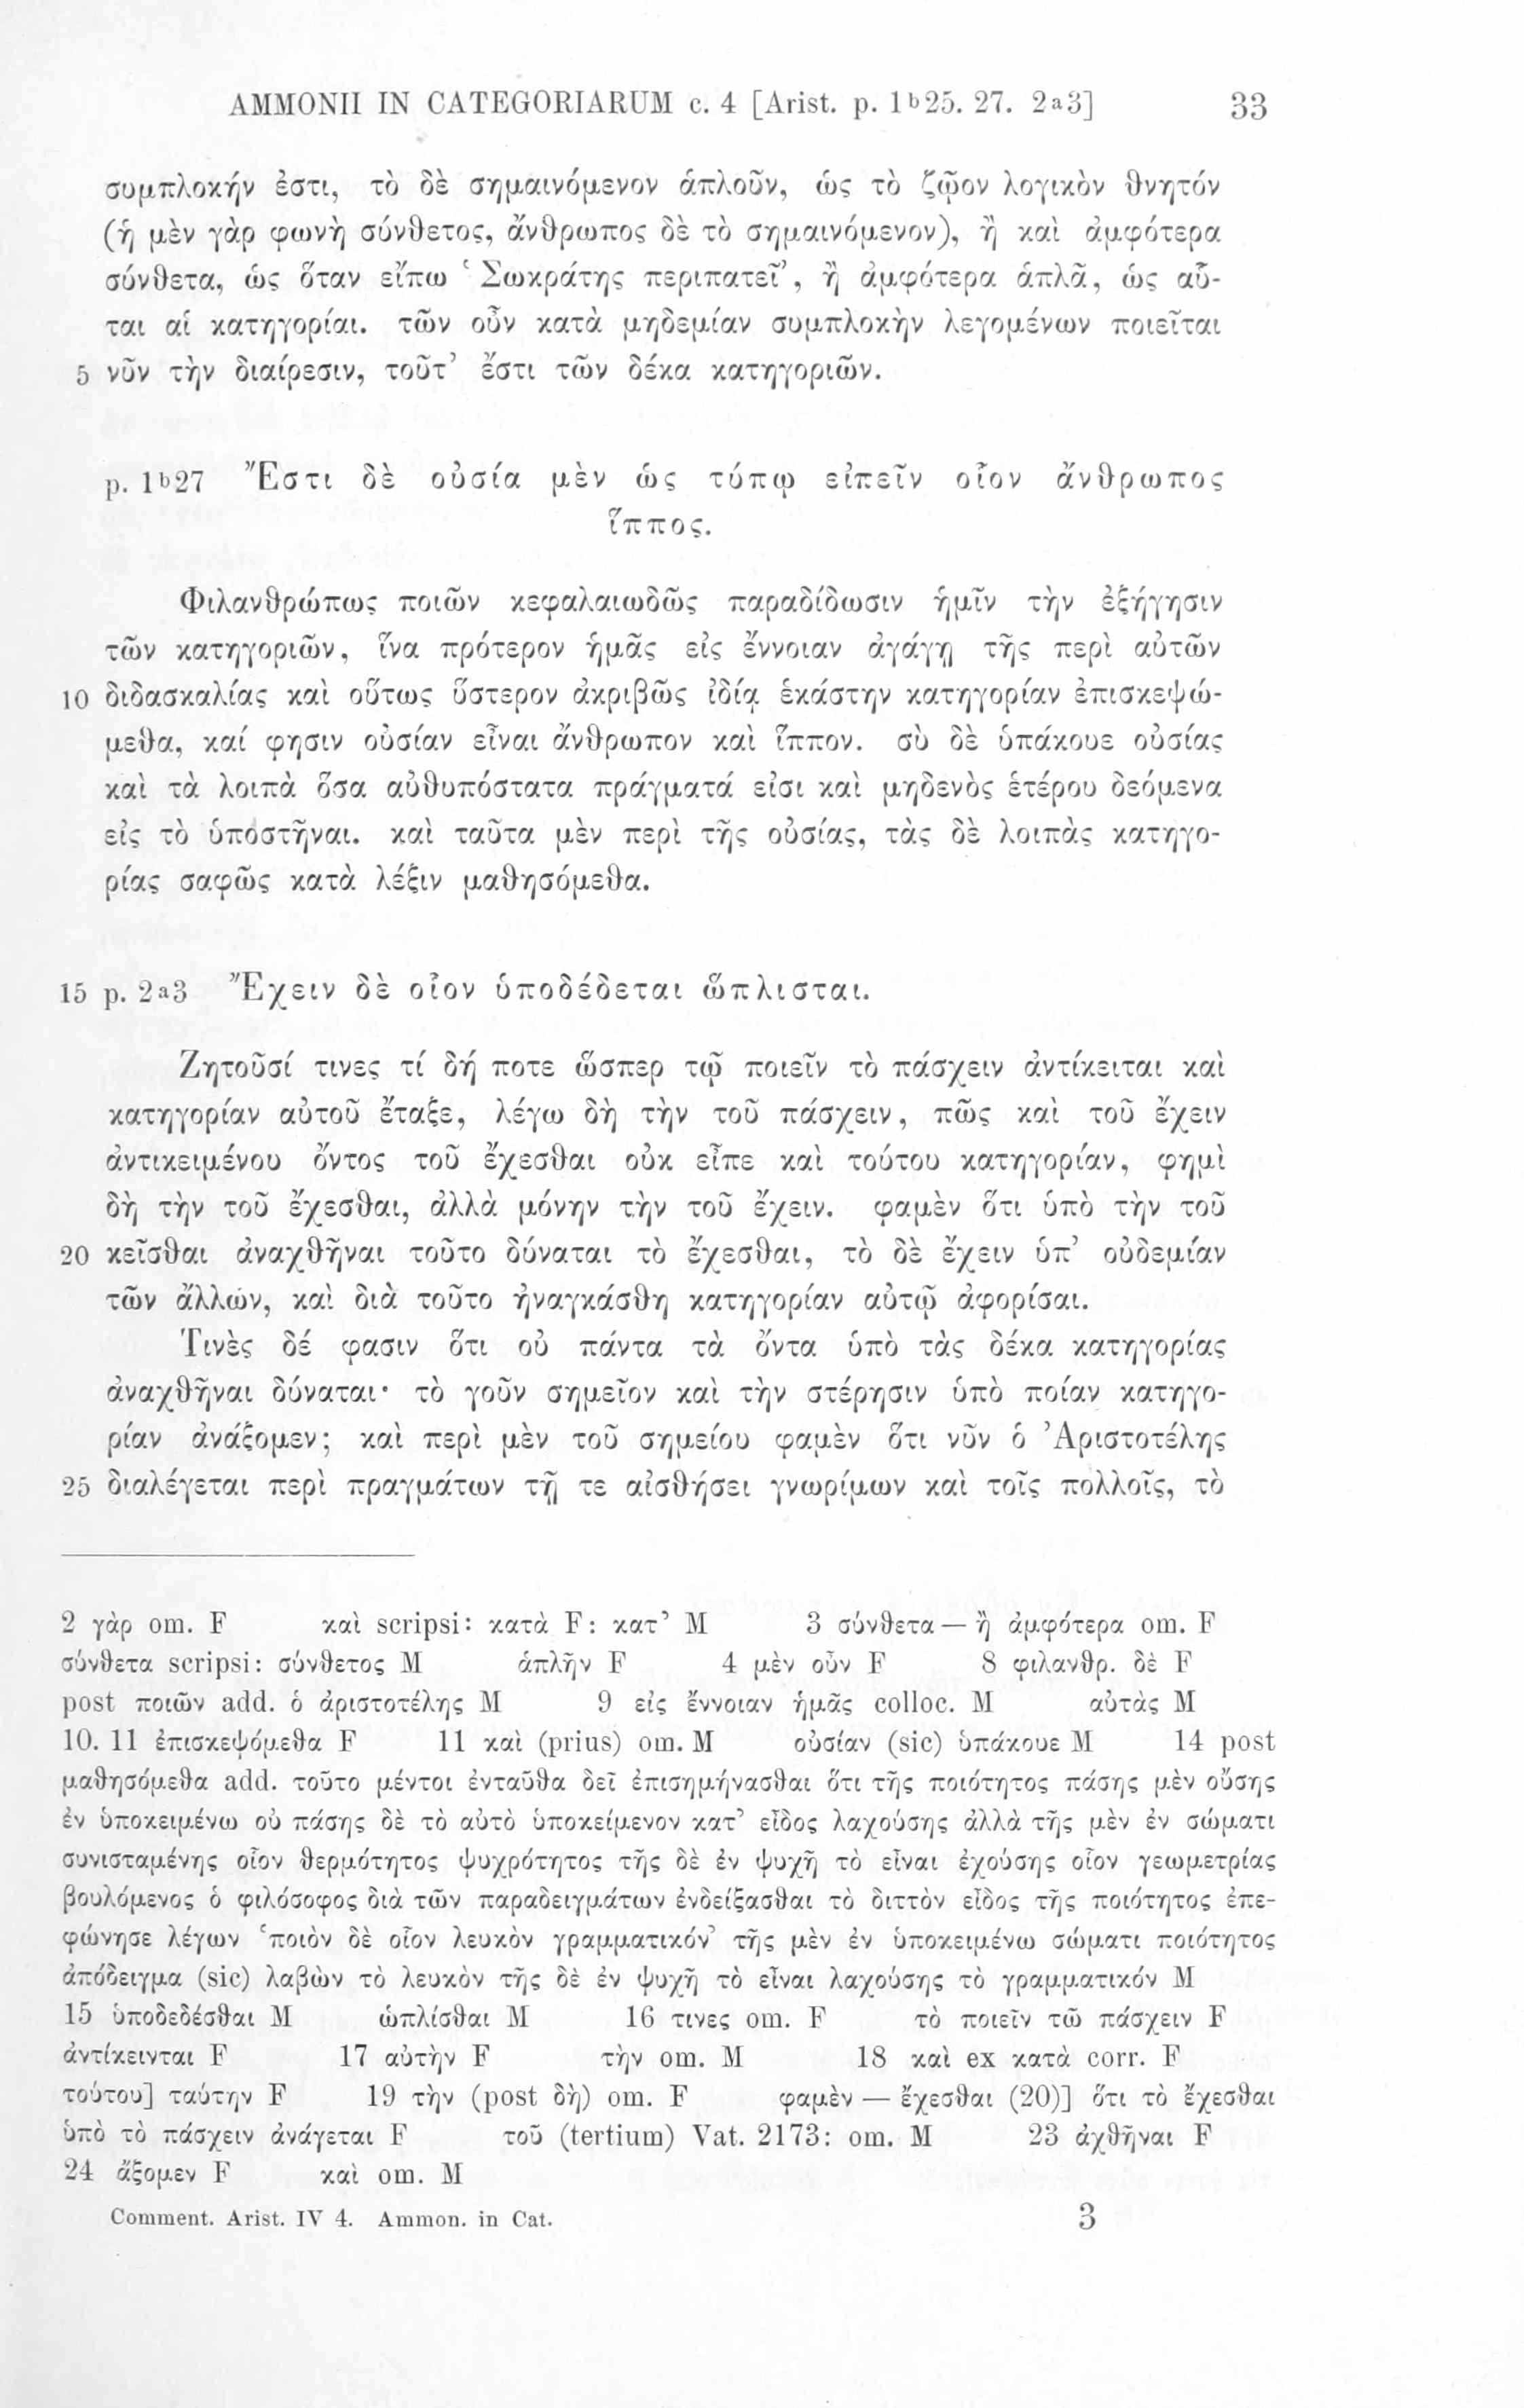 AMMONII IN CATEGORIARUM c. 4 [Arist. p. 1b25. 27. 2a3] 33
συμπλοκήν ἐστι, τὸ δὲ σημαινόμενον ἁπλοῦν, ὡς τὸ ζῷον λογικὸν θνητόν
(ἡ μὲν γὰρ φωνὴ σύνθετος, ἄνθρωπος δὲ τὸ σημαινόμενον), ἢ καὶ ἀμφότερα
σύνθετα, ὡς ὅταν εἴπω ‘Σωκράτης περιπατεῖ’, ἢ ἀμφότερα ἁπλᾶ, ὡς αὗ-
ται αἱ κατηγορίαι. τῶν οὖν κατὰ μηδεμίαν συμπλοκὴν λεγομένων ποιεῖται
5 νῦν τὴν διαίρεσιν, τοῦτ’ ἔστι τῶν δέκα κατηγοριῶν.
p. 1b27 Ἔστι δὲ οὐσία μὲν ὡς τύπῳ εἰπεῖν οἷον ἄνθρωπος
ἵππος.
Φιλανθρώπως ποιῶν κεφαλαιωδῶς παραδίδωσιν ἡμῖν τὴν ἐξήγησιν
τῶν κατηγοριῶν, ἵνα πρότερον ἡμᾶς εἰς ἔννοιαν ἀγάγῃ τῆς περὶ αὐτῶν
10 διδασκαλίας καὶ οὕτως ὕστερον ἀκριβῶς ἰδίᾳ ἑκάστην κατηγορίαν ἐπισκεψώ-
μεθα, καί φησιν οὐσίαν εἶναι ἄνθρωπον καὶ ἵππον. σὺ δὲ ὑπάκουε οὐσίας
καὶ τὰ λοιπὰ ὅσα αὐθυπόστατα πράγματά εἰσι καὶ μηδενὸς ἑτέρου δεόμενα
εἰς τὸ ὑποστῆναι. καὶ ταῦτα μὲν περὶ τῆς οὐσίας, τὰς δὲ λοιπὰς κατηγο-
ρίας σαφῶς κατὰ λέξιν μαθησόμεθα.
15 p. 2a3 Ἔχειν δὲ οἷον ὑποδέδεται ὥπλισται.
Ζητοῦσί τινες τί δή ποτε ὥσπερ τῷ ποιεῖν τὸ πάσχειν ἀντίκειται καὶ
κατηγορίαν αὐτοῦ ἔταξε, λέγω δὴ τὴν τοῦ πάσχειν, πῶς καὶ τοῦ ἔχειν
ἀντικειμένου ὄντος τοῦ ἔχεσθαι οὐκ εἶπε καὶ τούτου κατηγορίαν, φημὶ
δὴ τὴν τοῦ ἔχεσθαι, ἀλλὰ μόνην τὴν τοῦ ἔχειν. φαμὲν ὅτι ὑπὸ τὴν τοῦ
20 κεῖσθαι ἀναχθῆναι τοῦτο δύναται τὸ ἔχεσθαι, τὸ δὲ ἔχειν ὑπ’ οὐδεμίαν
τῶν ἄλλων, καὶ διὰ τοῦτο ἠναγκάσθη κατηγορίαν αὐτῷ ἀφορίσαι.
Τινὲς δέ φασιν ὅτι οὐ πάντα τὰ ὄντα ὑπὸ τὰς δέκα κατηγορίας
ἀναχθῆναι δύναται· τὸ γοῦν σημεῖον καὶ τὴν στέρησιν ὑπὸ ποίαν κατηγο-
ρίαν ἀνάξομεν; καὶ περὶ μὲν τοῦ σημείου φαμὲν ὅτι νῦν ὁ Ἀριστοτέλης
25 διαλέγεται περὶ πραγμάτων τῇ τε αἰσθήσει γνωρίμων καὶ τοῖς πολλοῖς, τὸ
2 γὰρ om. F καὶ scripsi: κατὰ F: κατ’ M 3 σύνθετα — ἢ ἀμφότερα om. F
σύνθετα scripsi: σύνθετος M ἁπλῆν F 4 μὲν οὖν F 8 φιλανθρ. δὲ F
post ποιῶν add. ὁ ἀριστοτέλης M 9 εἰς ἔννοιαν ἡμᾶς colloc. M αὐτὰς M
10. 11 ἐπισκεψόμεθα F 11 καὶ (prius) om. M οὐσίαν (sic) ὑπάκουε M 14 post
μαθησόμεθα add. τοῦτο μέντοι ἐνταῦθα δεῖ ἐπισημήνασθαι ὅτι τῆς ποιότητος πάσης μὲν οὔσης
ἐν ὑποκειμένω οὐ πάσης δὲ τὸ αὐτὸ ὑποκείμενον κατ’ εἶδος λαχούσης ἀλλὰ τῆς μὲν ἐν σώματι
συνισταμένης οἷον θερμότητος ψυχρότητος τῆς δὲ ἐν ψυχῆ τὸ εἶναι ἐχούσης οἷον γεωμετρίας
βουλόμενος ὁ φιλόσοφος διὰ τῶν παραδειγμάτων ἐνδείξασθαι τὸ διττὸν εἶδος τῆς ποιότητος ἐπε-
φώνησε λέγων ‘ποιὸν δὲ οἷον λευκὸν γραμματικόν’ τῆς μὲν ἐν ὑποκειμένω σώματι ποιότητος
ἀπόδειγμα (sic) λαβὼν τὸ λευκὸν τῆς δὲ ἐν ψυχῆ τὸ εἶναι λαχούσης τὸ γραμματικόν M
15 ὑποδεδέσθαι M ὡπλίσθαι M 16 τινες om. F τὸ ποιεῖν τῶ πάσχειν F
ἀντίκεινται F 17 αὐτὴν F τὴν om. M 18 καὶ ex κατὰ corr. F
τούτου] ταύτην F 19 τὴν (post δὴ) om. F φαμὲν — ἔχεσθαι (20)] ὅτι τὸ ἔχεσθαι
ὑπὸ τὸ πάσχειν ἀνάγεται F τοῦ (tertium) Vat. 2173: om. M 23 ἀχθῆναι F
24 ἄξομεν F καὶ om. M
Comment. Arist. IV 4. Ammon. in Cat. 3